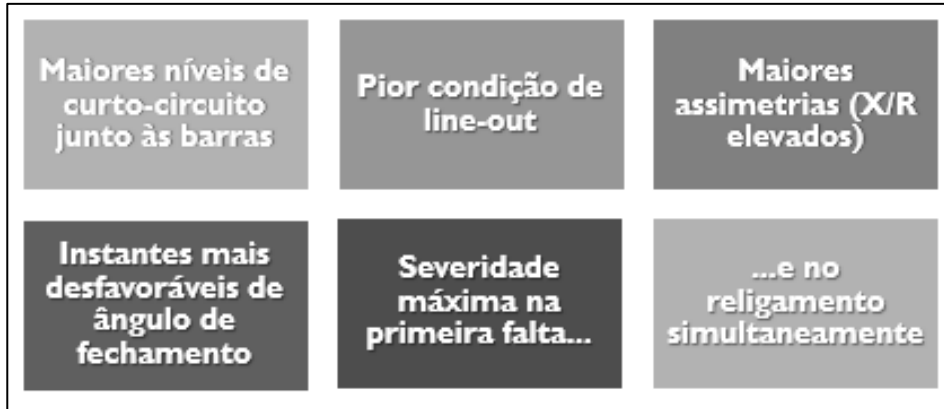 Maiores níveis de
curto-circuito
junto às barras
Pior condição de
line-out
Maiores
assimetrias (X/R
elevados)
Instantes mais
desfavoráveis de
ângulo de
fechamento
Severidade
máxima na
primeira falta...
...e no
religamento
simultaneamente